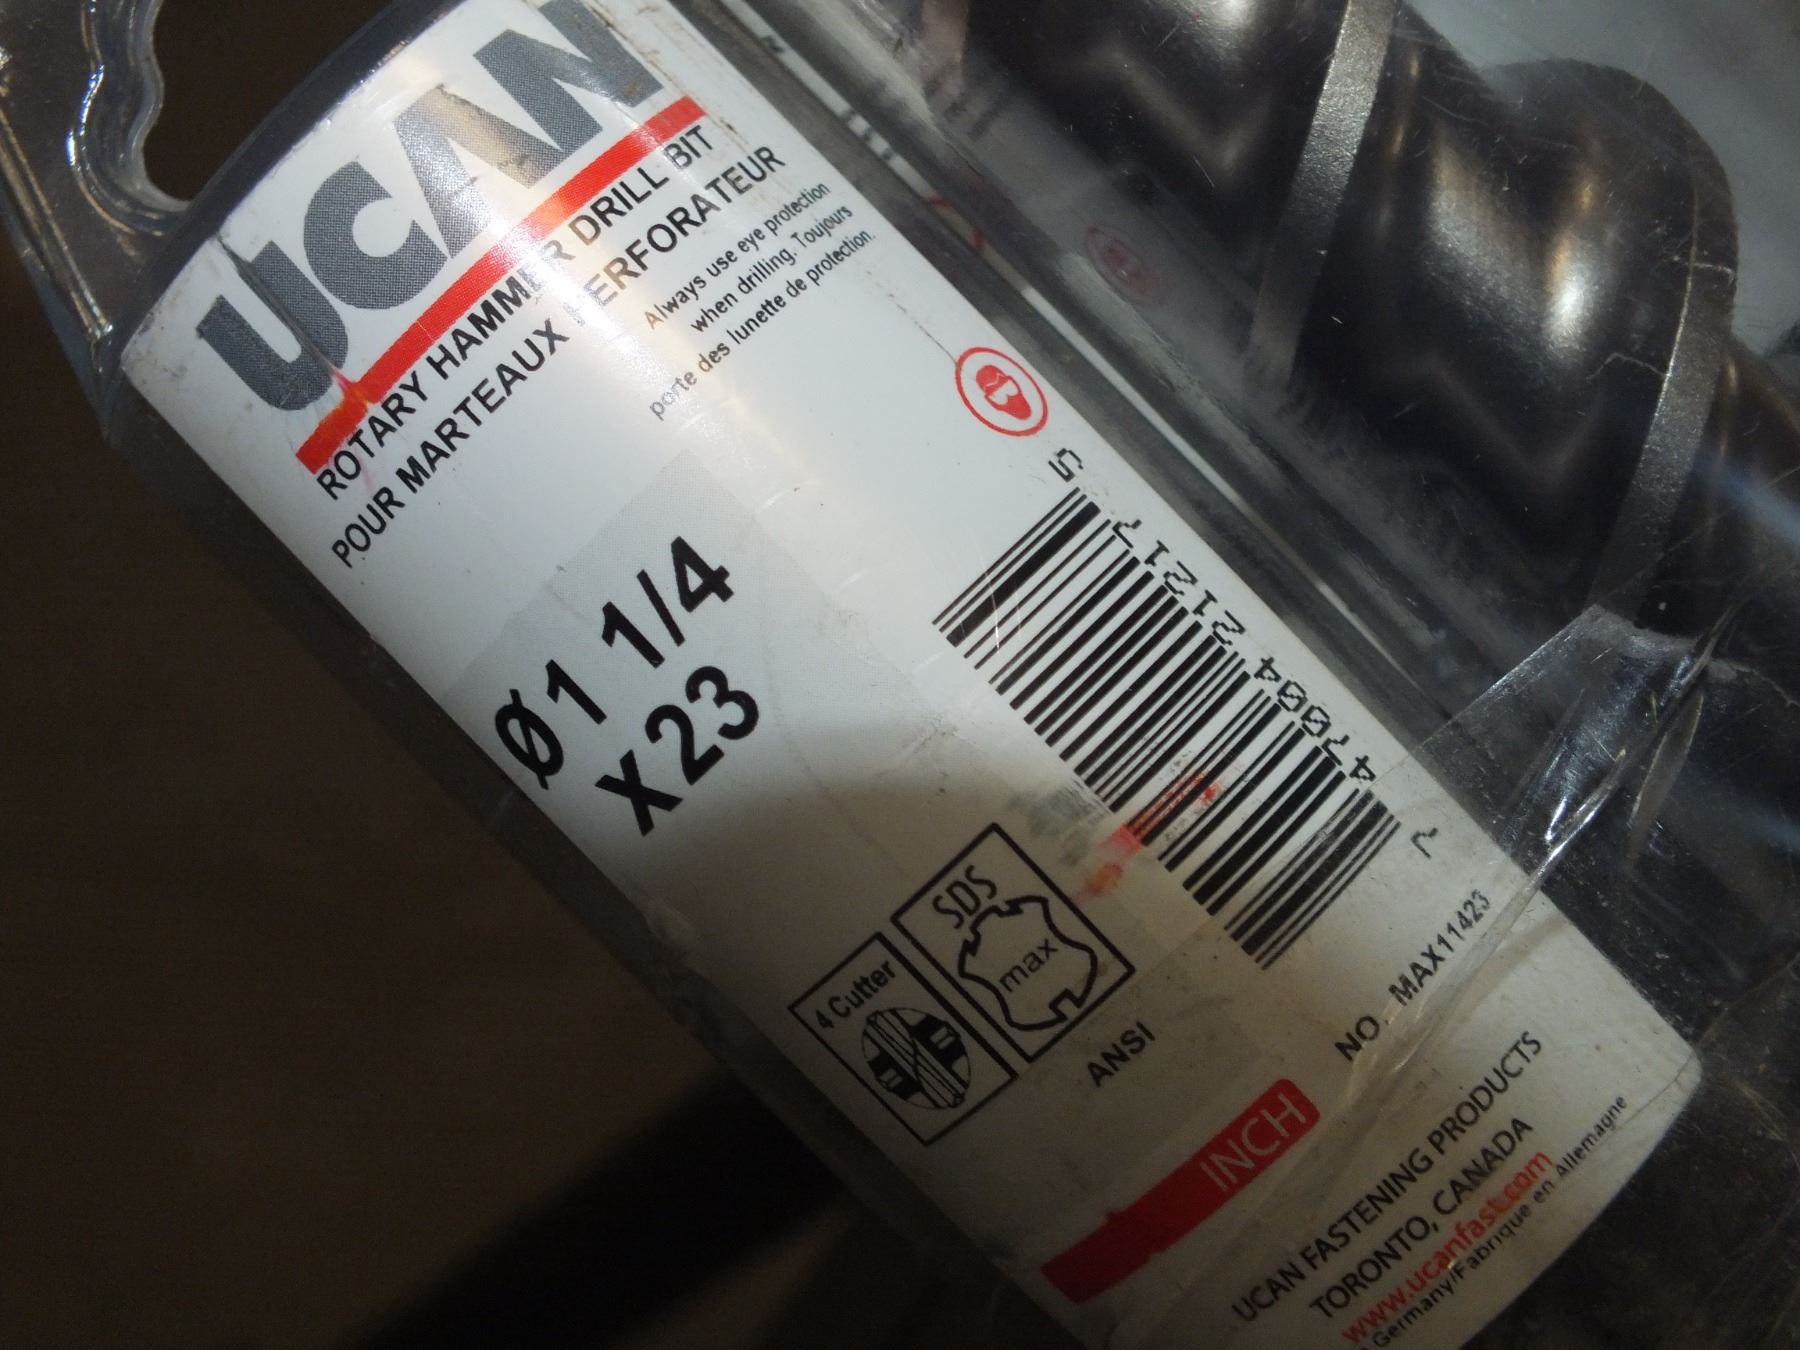 UCAN
ROTARY HAMMER DRILL BIT
POUR MARTEAUX PERFORATEUR
Always use eye protection
when drilling. Toujours
porte des lunette de protection.
Ø1 1/4
x23
7 47004 21217 5
4 Cutter
SDS
max
ANSI
NO. MAX11423
INCH
UCAN FASTENING PRODUCTS
TORONTO, CANADA
www.ucanfast.com
Germany/Fabrique en Allemagne